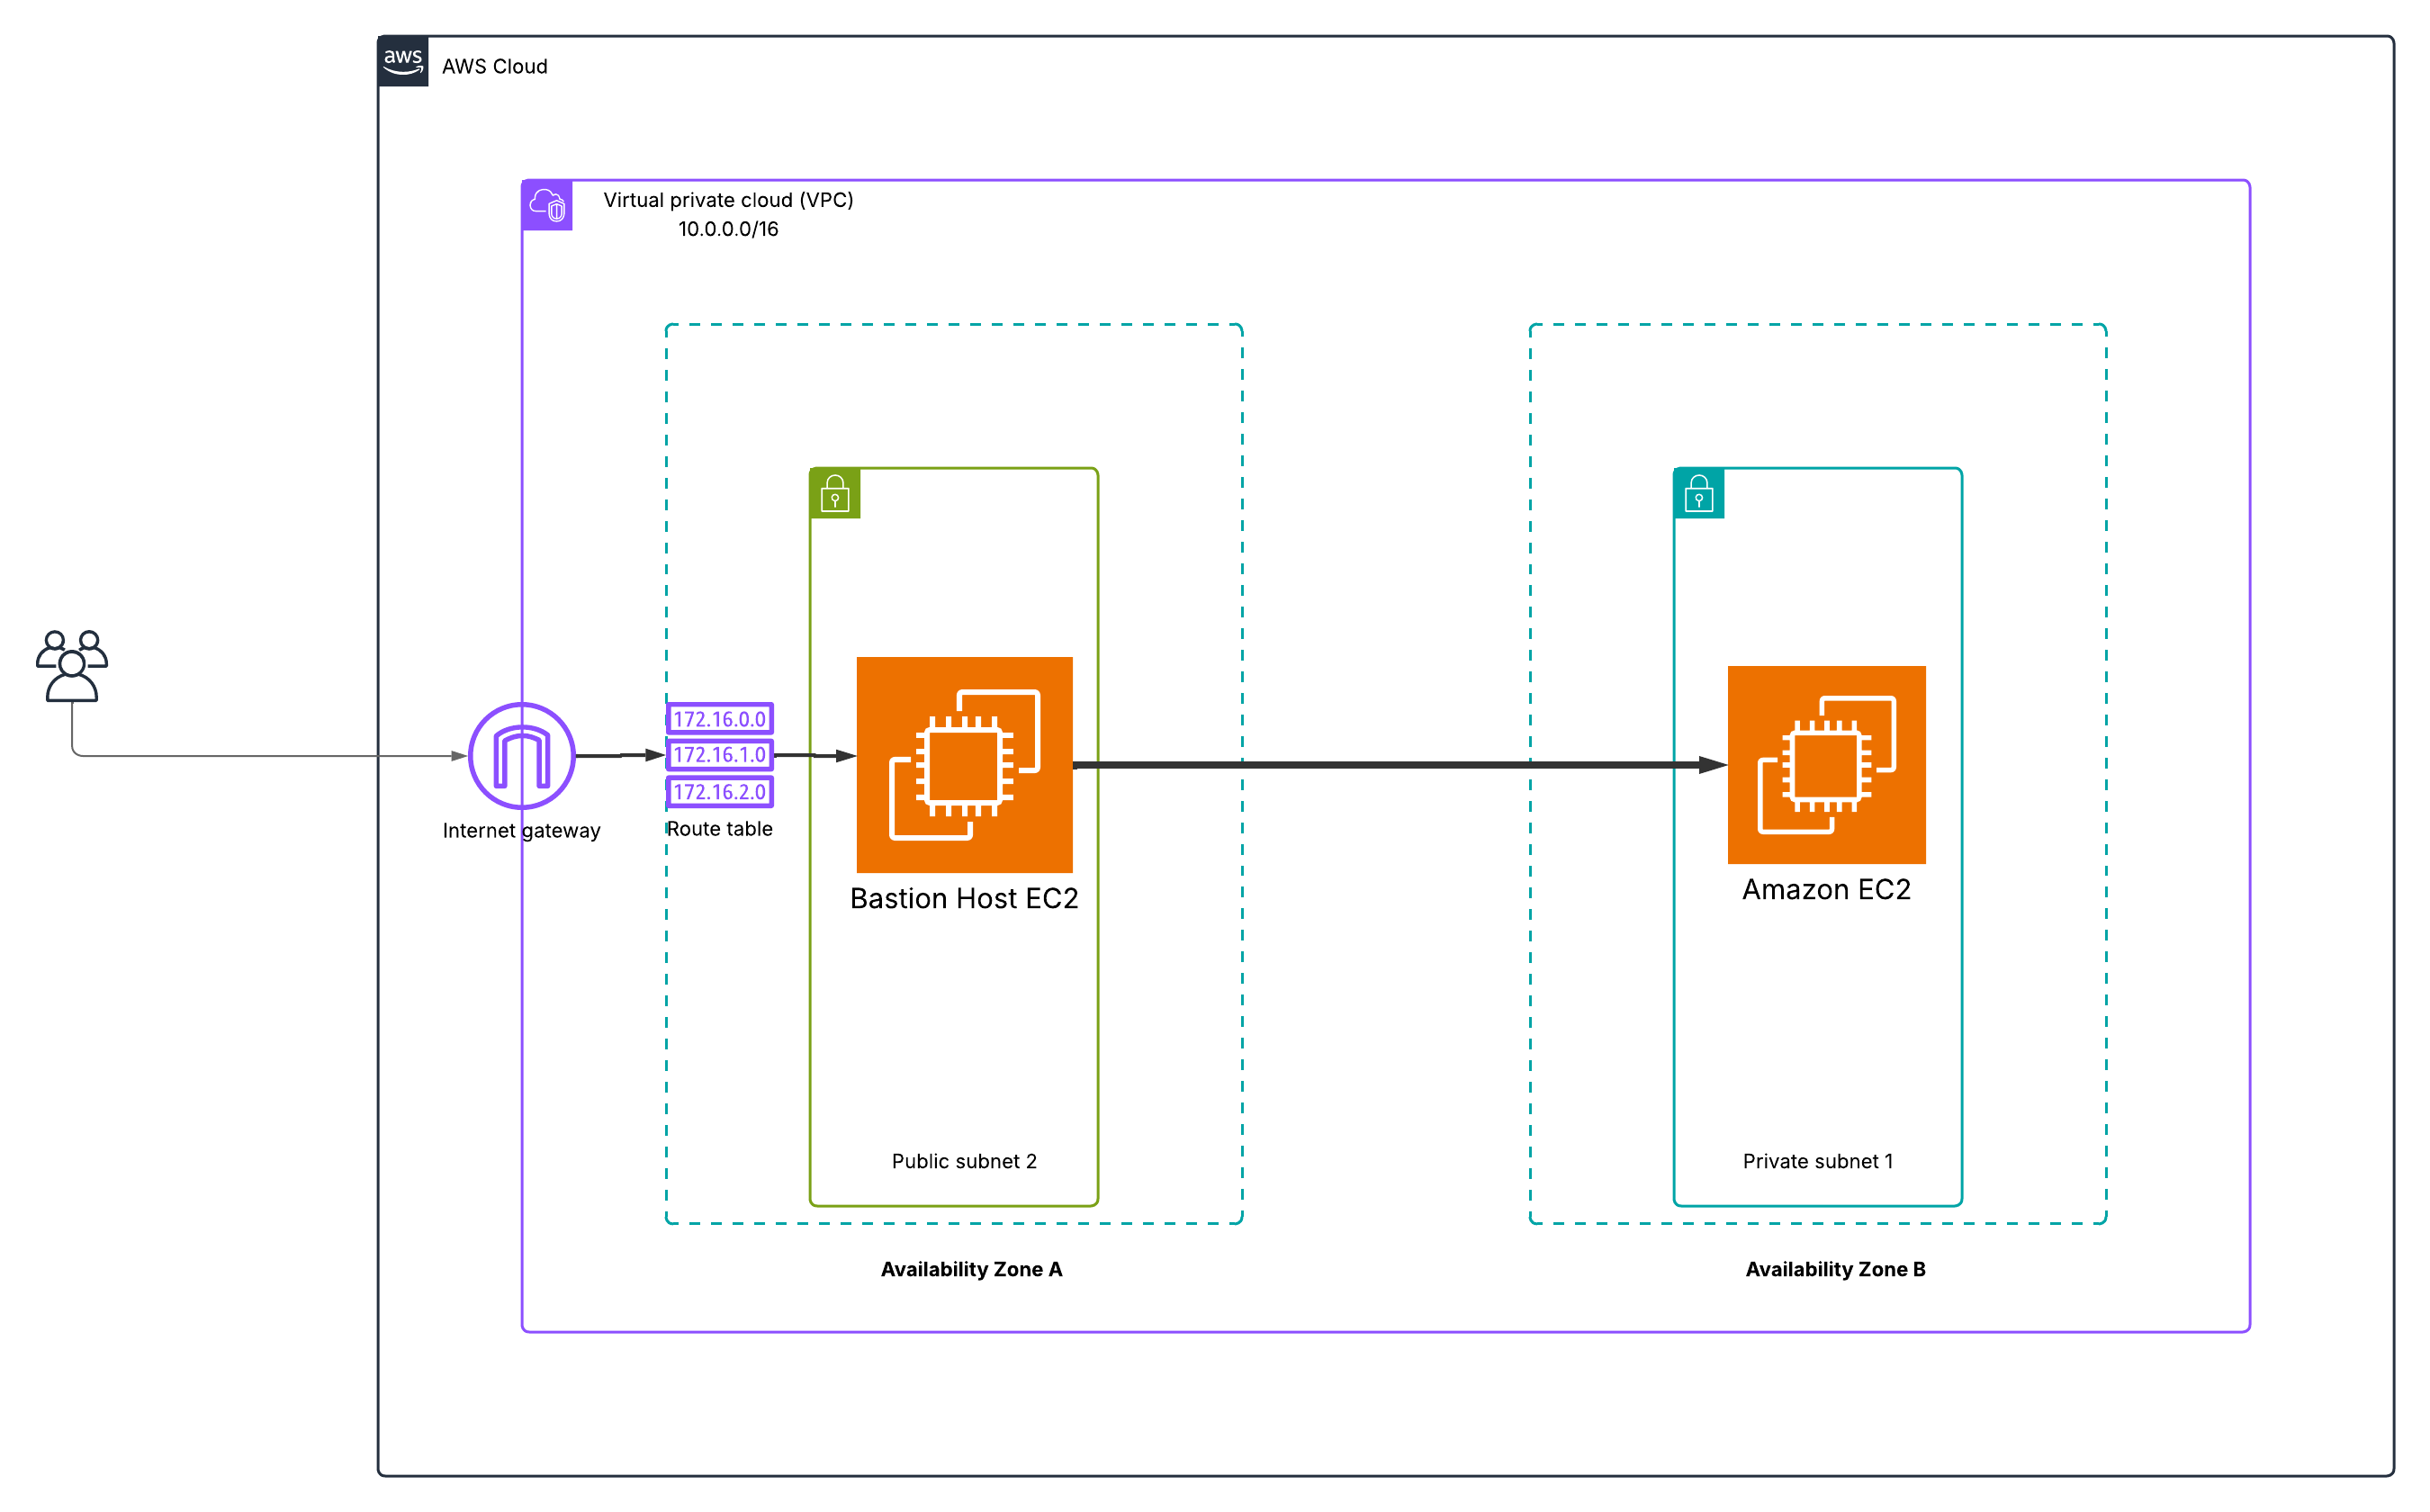 aws
AWS Cloud
Virtual private cloud (VPC)
10.0.0.0/16
172.16.0.0
172.16.1.0
172.16.2.0
Internet gateway
Route table
Bastion Host EC2
Amazon EC2
Public subnet 2
Private subnet 1
Availability Zone A
Availability Zone B